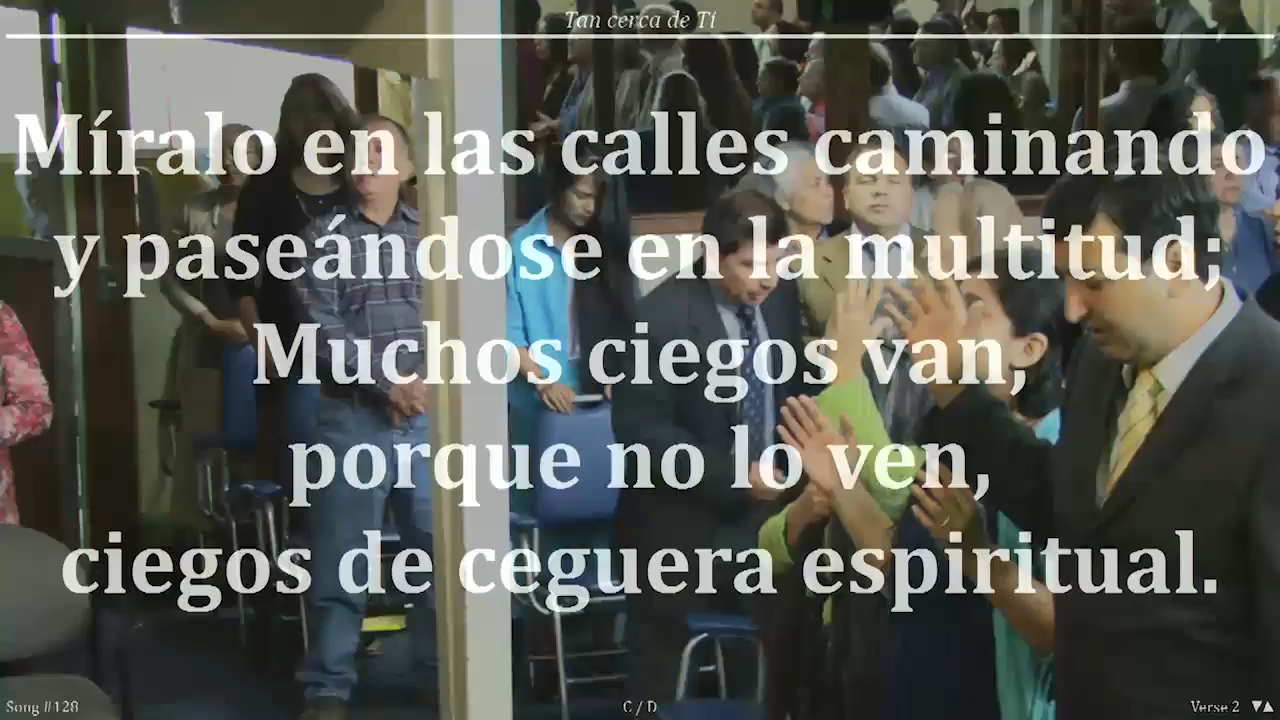 Tan cerca de Tí
Míralo en las calles caminando
y paseándose en la multitud;
Muchos ciegos van,
porque no lo ven,
ciegos de ceguera espiritual.
Song #128
C / D
Verse 2 ▼▲